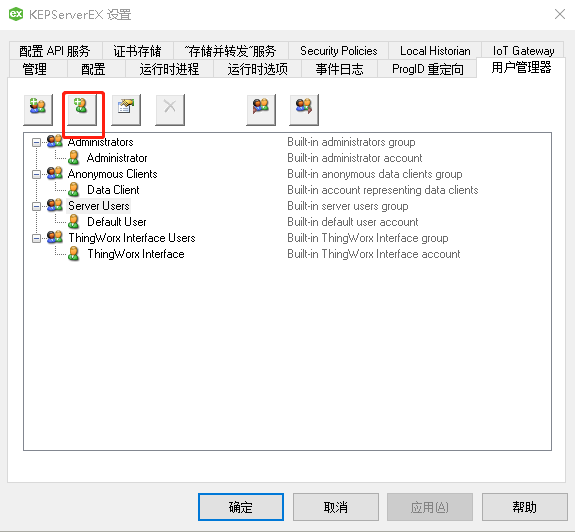 KEPServerEX 设置
配置 API 服务 证书存储 "存储并转发"服务 Security Policies Local Historian IoT Gateway
管理 配置 运行时进程 运行时选项 事件日志 ProgID 重定向 用户管理器
Administrators Built-in administrators group
Administrator Built-in administrator account
Anonymous Clients Built-in anonymous data clients group
Data Client Built-in account representing data clients
Server Users Built-in server users group
Default User Built-in default user account
ThingWorx Interface Users Built-in ThingWorx Interface group
ThingWorx Interface Built-in ThingWorx Interface account
确定 取消 应用(A) 帮助